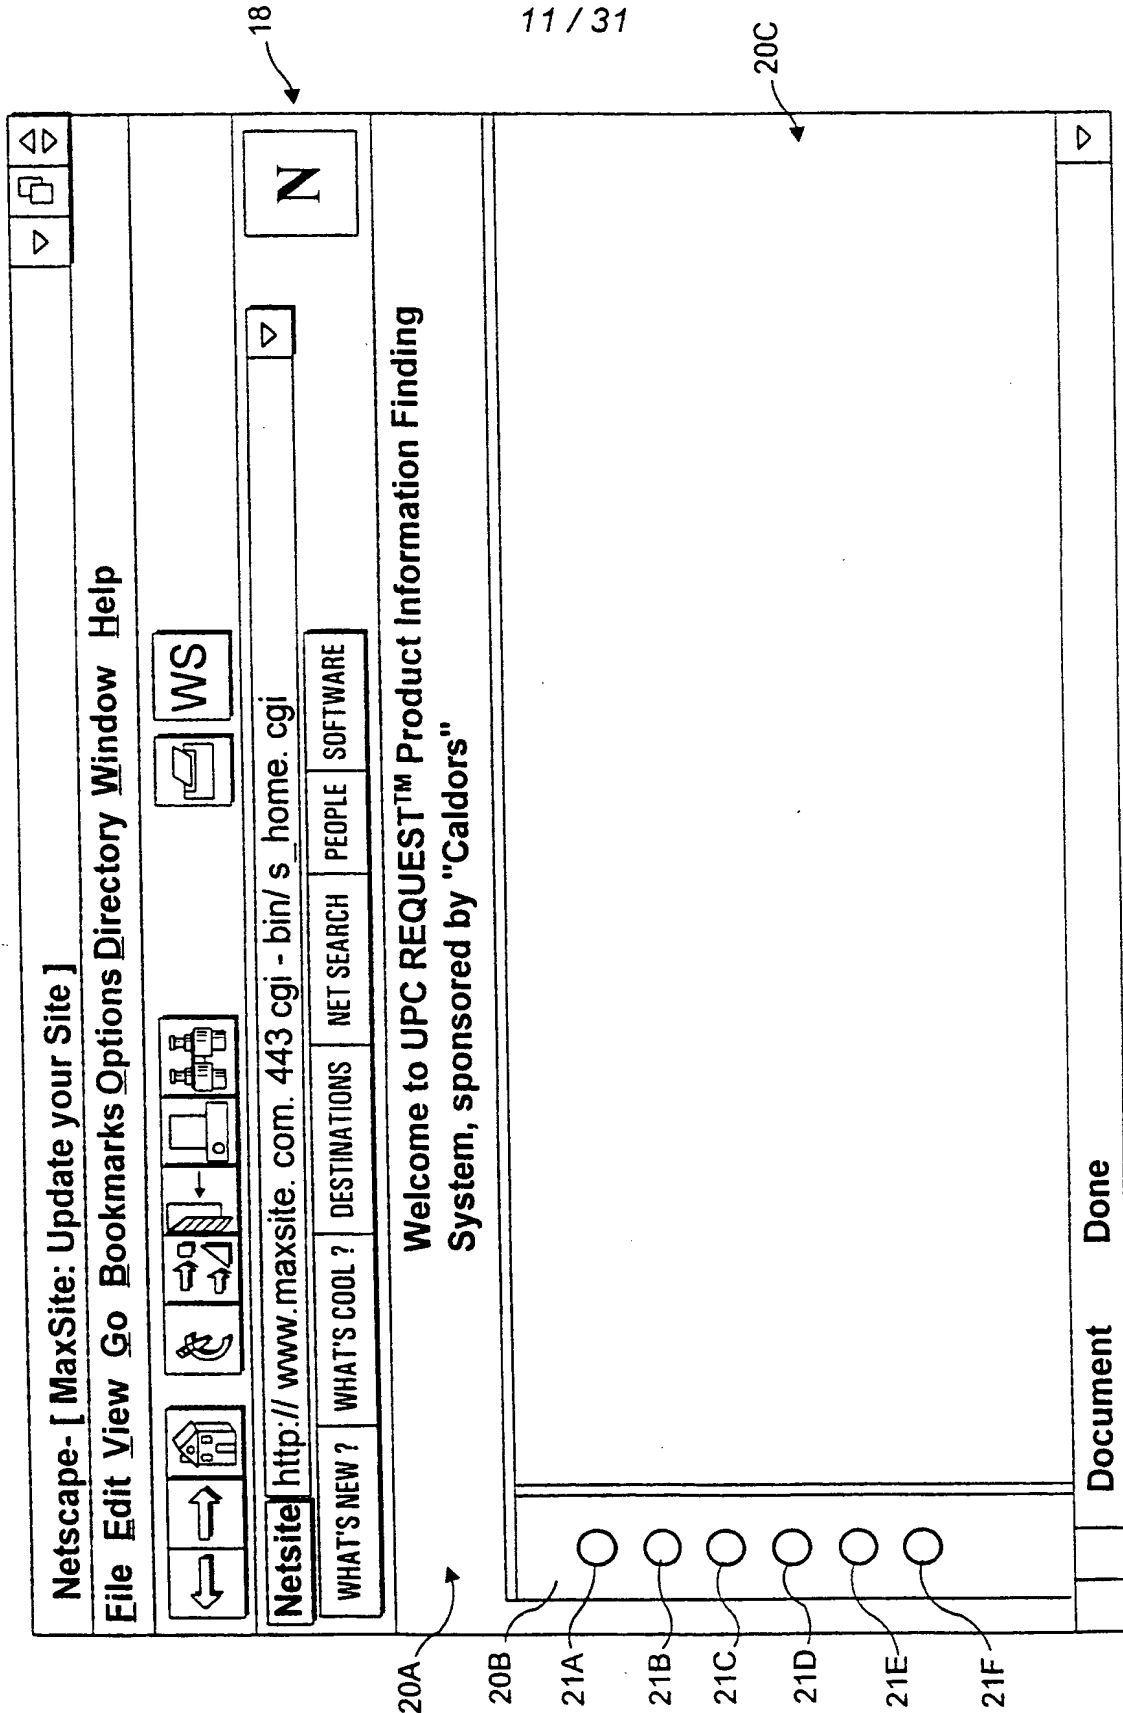 11 / 31
18
Netscape- [ MaxSite: Update your Site ]
File Edit View Go Bookmarks Options Directory Window Help
WS
Netsite http:// www.maxsite. com. 443 cgi - bin/ s_home. cgi
N
WHAT'S NEW ? WHAT'S COOL ? DESTINATIONS NET SEARCH PEOPLE SOFTWARE
Welcome to UPC REQUEST™ Product Information Finding
System, sponsored by "Caldors"
20A
20B
20C
21A
21B
21C
21D
21E
21F
Document Done